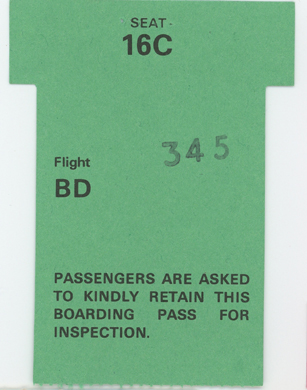 SEAT -
16C
345
Flight
BD
PASSENGERS ARE ASKED
TO KINDLY RETAIN THIS
BOARDING PASS FOR
INSPECTION.